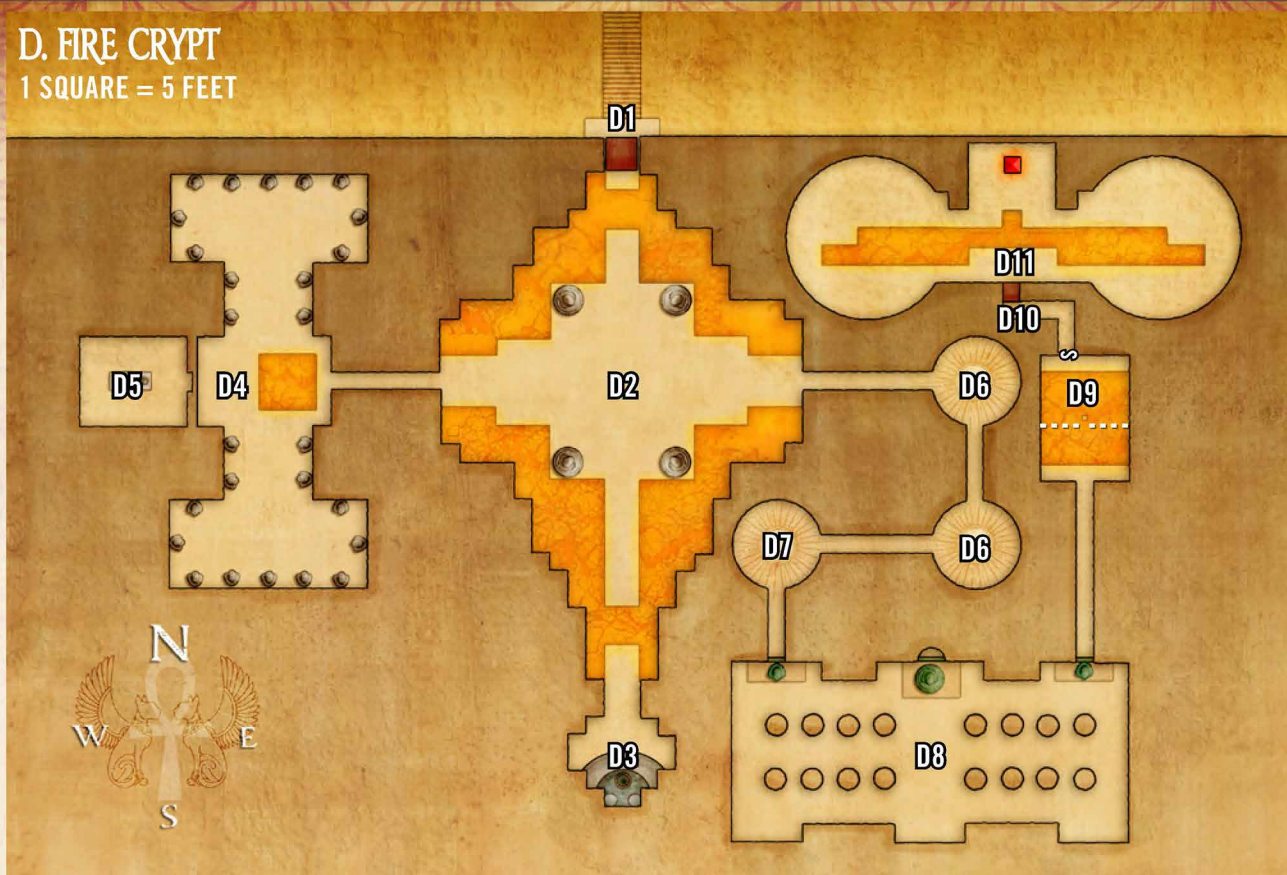 D. FIRE CRYPT
1 SQUARE = 5 FEET
D1
D11
D10
S
D5
D4
D2
D6
D9
D7
D6
N
W
E
S
D3
D8